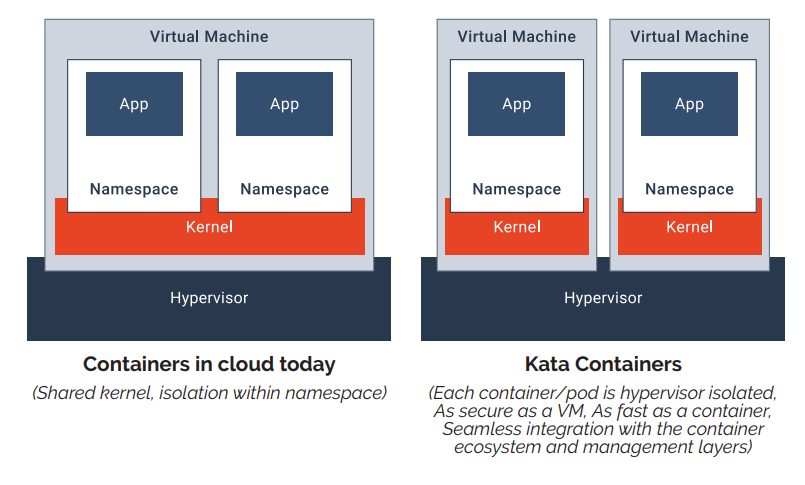 Virtual Machine
App
App
Namespace
Namespace
Kernel
Hypervisor
Containers in cloud today
(Shared kernel, isolation within namespace)
Virtual Machine
Virtual Machine
App
App
Namespace
Namespace
Kernel
Kernel
Hypervisor
Kata Containers
(Each container/pod is hypervisor isolated,
As secure as a VM, As fast as a container,
Seamless integration with the container
ecosystem and management layers)